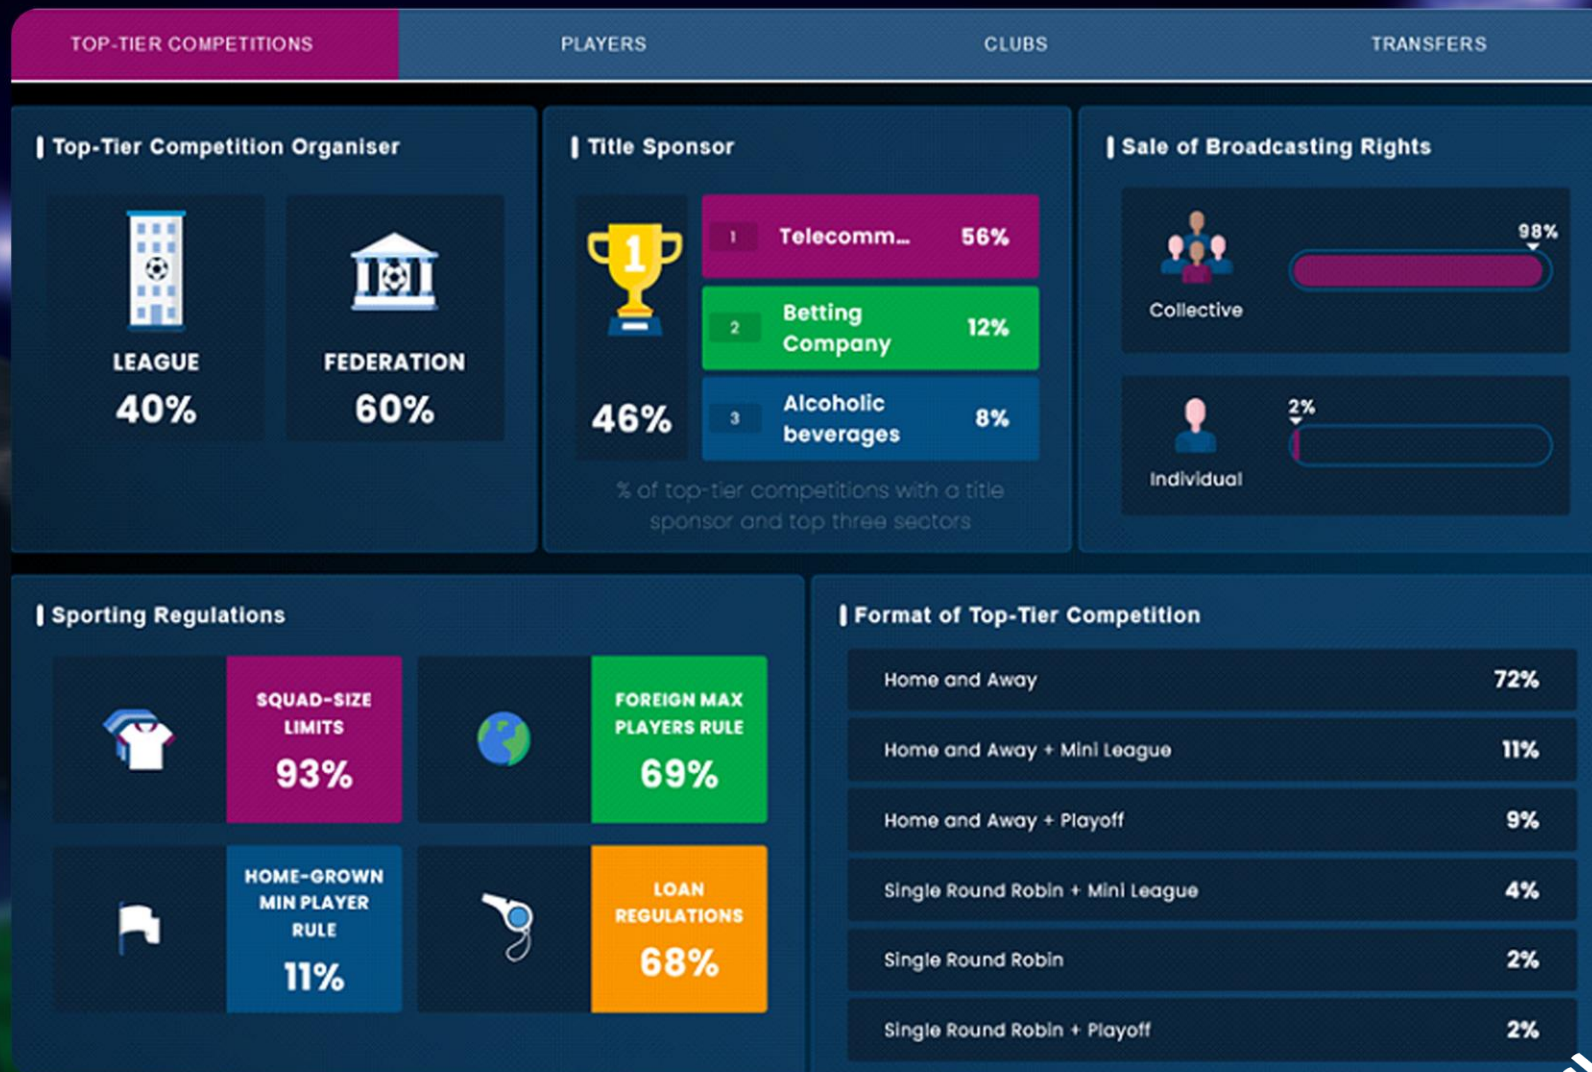 TOP-TIER COMPETITIONS
PLAYERS
CLUBS
TRANSFERS
Top-Tier Competition Organiser
LEAGUE
40%
FEDERATION
60%
Title Sponsor
1
46%
1 Telecomm... 56%
2 Betting Company 12%
3 Alcoholic beverages 8%
% of top-tier competitions with a title
sponsor and top three sectors
Sale of Broadcasting Rights
Collective
98%
Individual
2%
Sporting Regulations
SQUAD-SIZE
LIMITS
93%
FOREIGN MAX
PLAYERS RULE
69%
HOME-GROWN
MIN PLAYER
RULE
11%
LOAN
REGULATIONS
68%
Format of Top-Tier Competition
Home and Away 72%
Home and Away + Mini League 11%
Home and Away + Playoff 9%
Single Round Robin + Mini League 4%
Single Round Robin 2%
Single Round Robin + Playoff 2%